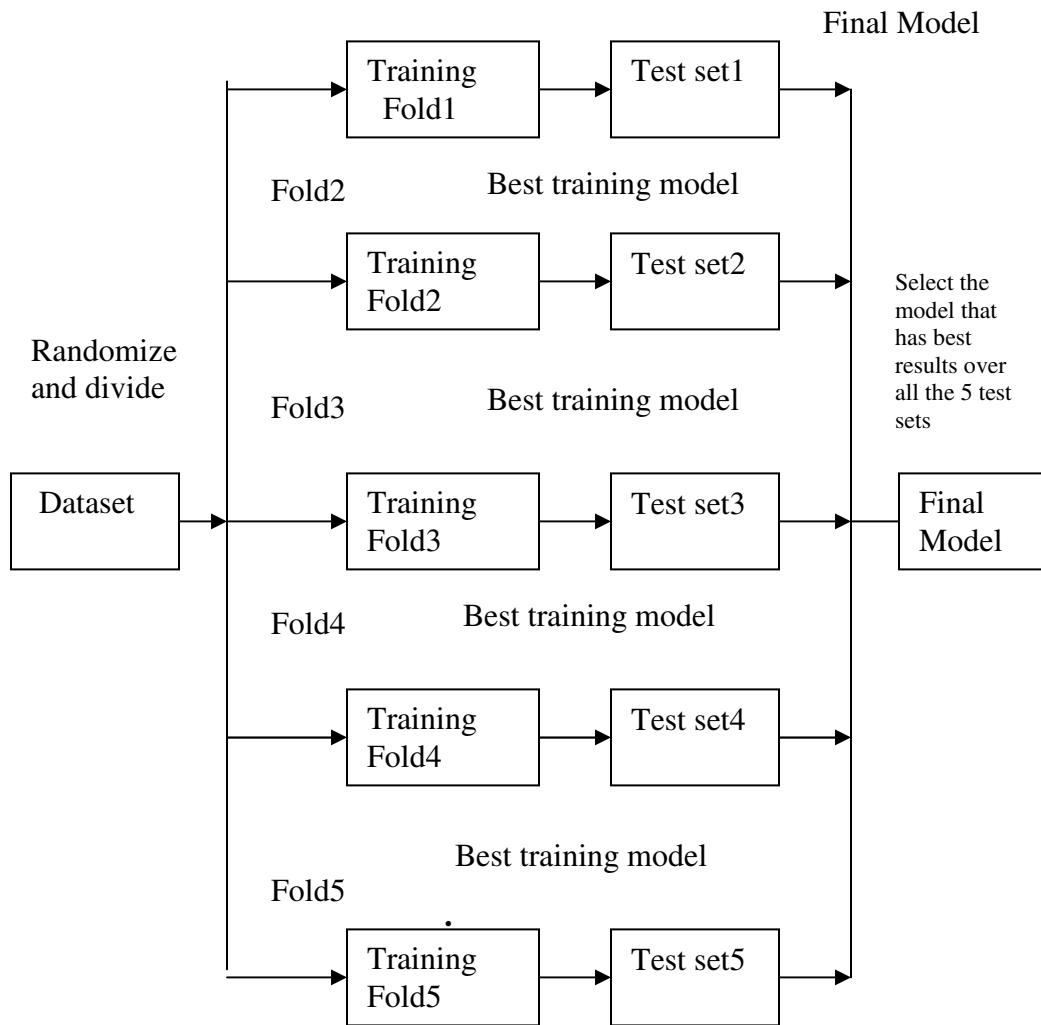 Final Model
Training
Fold1
Test set1
Fold2
Best training model
Training
Fold2
Test set2
Select the
model that
has best
results over
all the 5 test
sets
Randomize
and divide
Fold3
Best training model
Dataset
Training
Fold3
Test set3
Final
Model
Fold4
Best training model
Training
Fold4
Test set4
Best training model
Fold5
Training
Fold5
Test set5